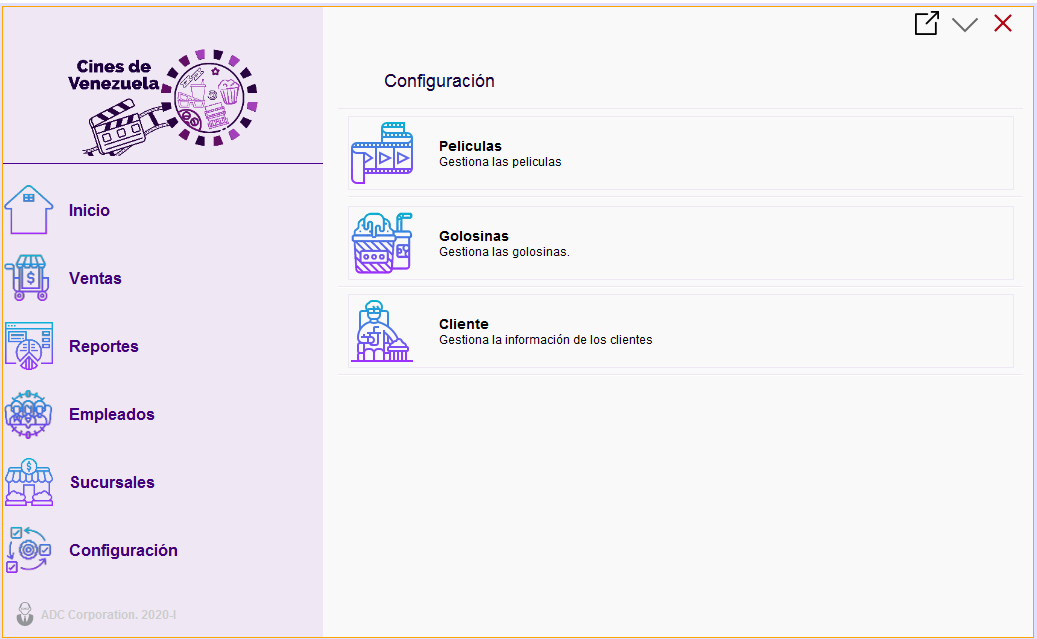 Cines de
Venezuela
Inicio
Ventas
Reportes
Empleados
Sucursales
Configuración
ADC Corporation. 2020-I
Configuración
Peliculas
Gestiona las peliculas
Golosinas
Gestiona las golosinas.
Cliente
Gestiona la información de los clientes